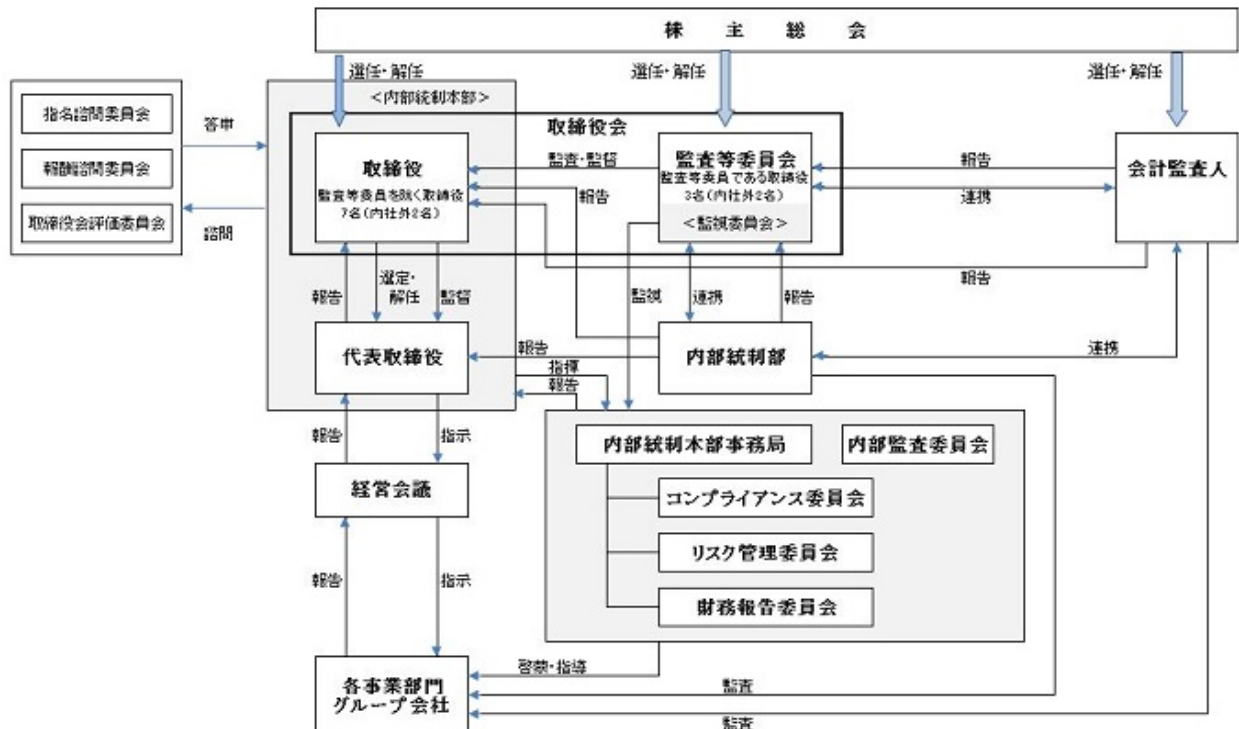 株主総会
選任・解任
選任・解任
選任・解任
＜内部統制本部＞
指名諮問委員会
報酬諮問委員会
取締役会評価委員会
答申
諮問
取締役会
取締役
監査等委員を除く取締役
7名(内社外2名)
監査・監督
報告
監査等委員会
監査等委員である取締役
3名(内社外2名)
＜監視委員会＞
報告
連携
会計監査人
報告
報告
選定・
解任
監督
監視
連携
報告
代表取締役
報告
内部統制部
連携
指揮
報告
報告
指示
内部統制本部事務局
内部監査委員会
経営会議
コンプライアンス委員会
リスク管理委員会
報告
指示
財務報告委員会
各事業部門
グループ会社
啓蒙・指導
監査
監査